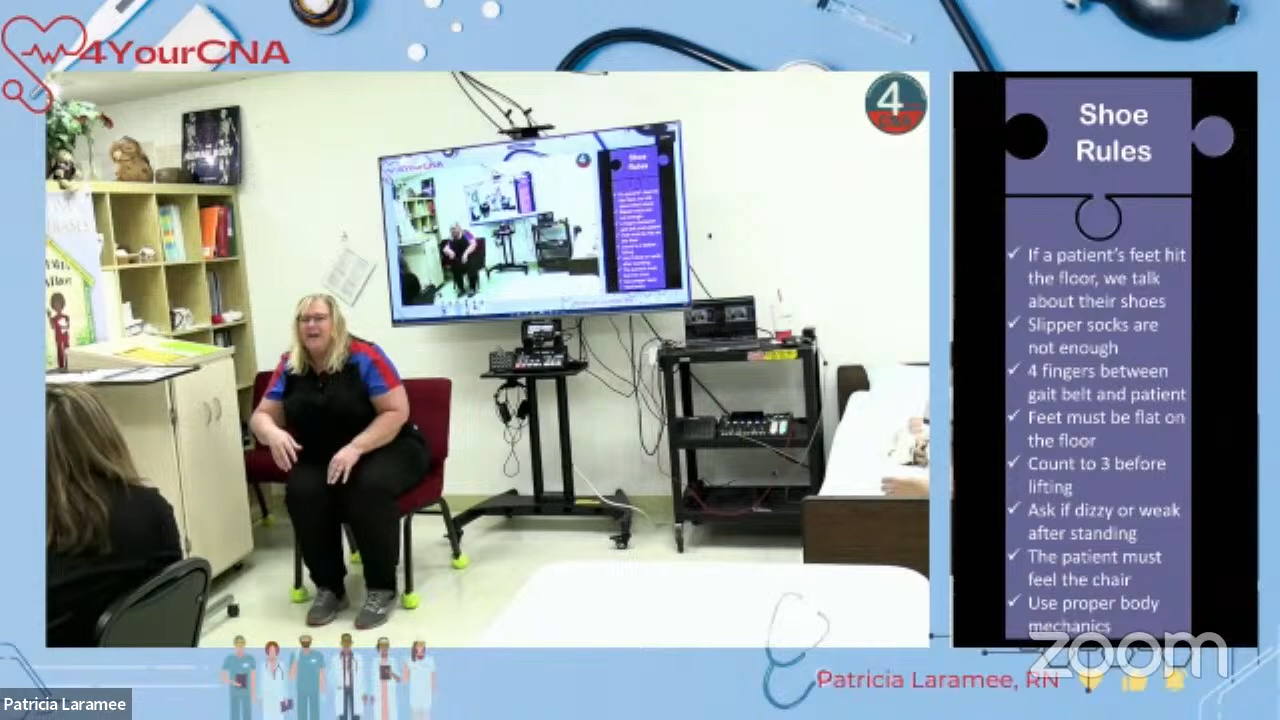 4YourCNA
4
CNA
Shoe
Rules
Shoe
Rules
✓ If a patient's feet hit
the floor, we talk
about their shoes
✓ Slipper socks are
not enough
✓ 4 fingers between
gait belt and patient
✓ Feet must be flat on
the floor
✓ Count to 3 before
lifting
✓ Ask if dizzy or weak
after standing
✓ The patient must
feel the chair
✓ Use proper body
mechanics
zoom
Patricia Laramee, RN
Patricia Laramee